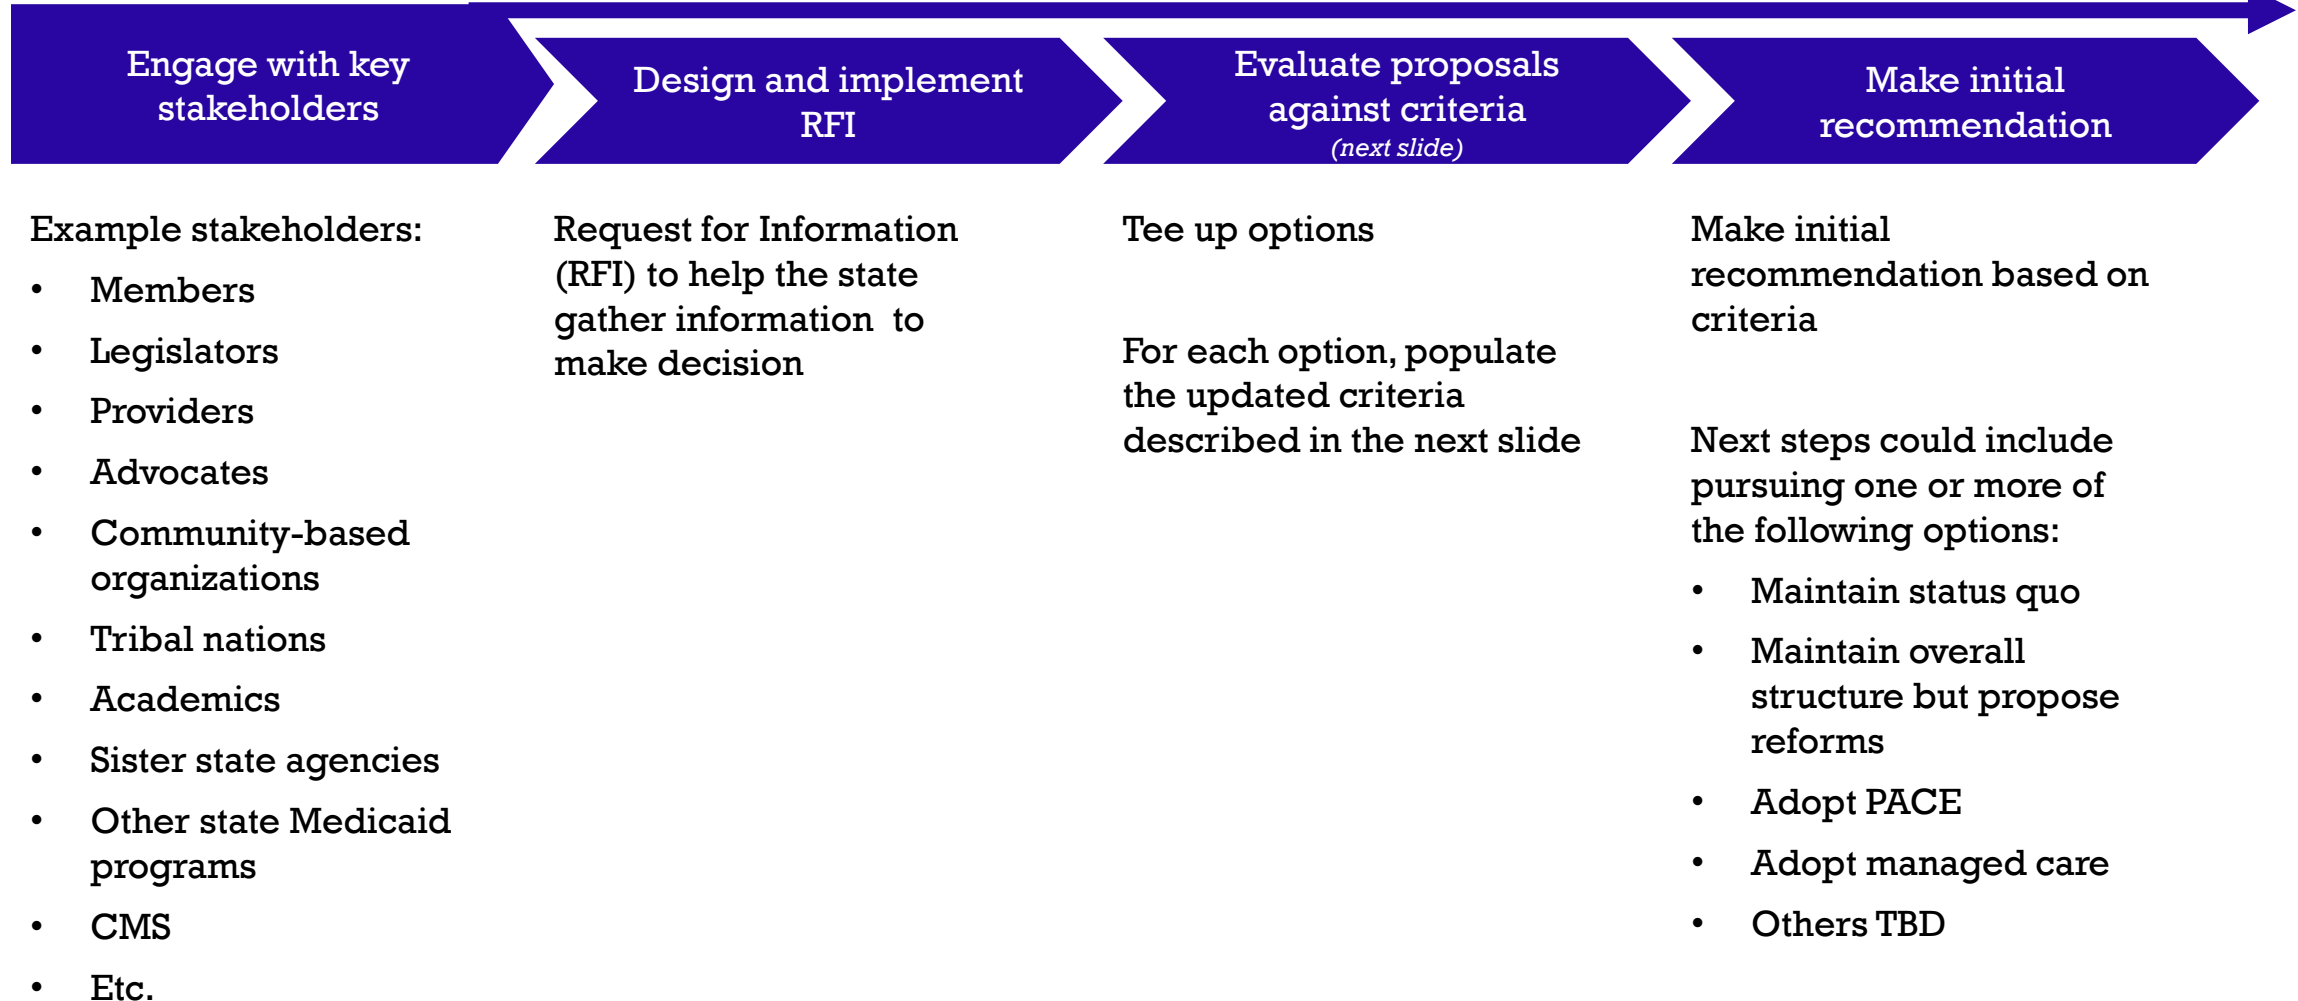 Engage with key
stakeholders
Design and implement
RFI
Evaluate proposals
against criteria
(next slide)
Make initial
recommendation
Example stakeholders:
• Members
• Legislators
• Providers
• Advocates
• Community-based
organizations
• Tribal nations
• Academics
• Sister state agencies
• Other state Medicaid
programs
• CMS
• Etc.
Request for Information
(RFI) to help the state
gather information to
make decision
Tee up options
For each option, populate
the updated criteria
described in the next slide
Make initial
recommendation based on
criteria
Next steps could include
pursuing one or more of
the following options:
• Maintain status quo
• Maintain overall
structure but propose
reforms
• Adopt PACE
• Adopt managed care
• Others TBD